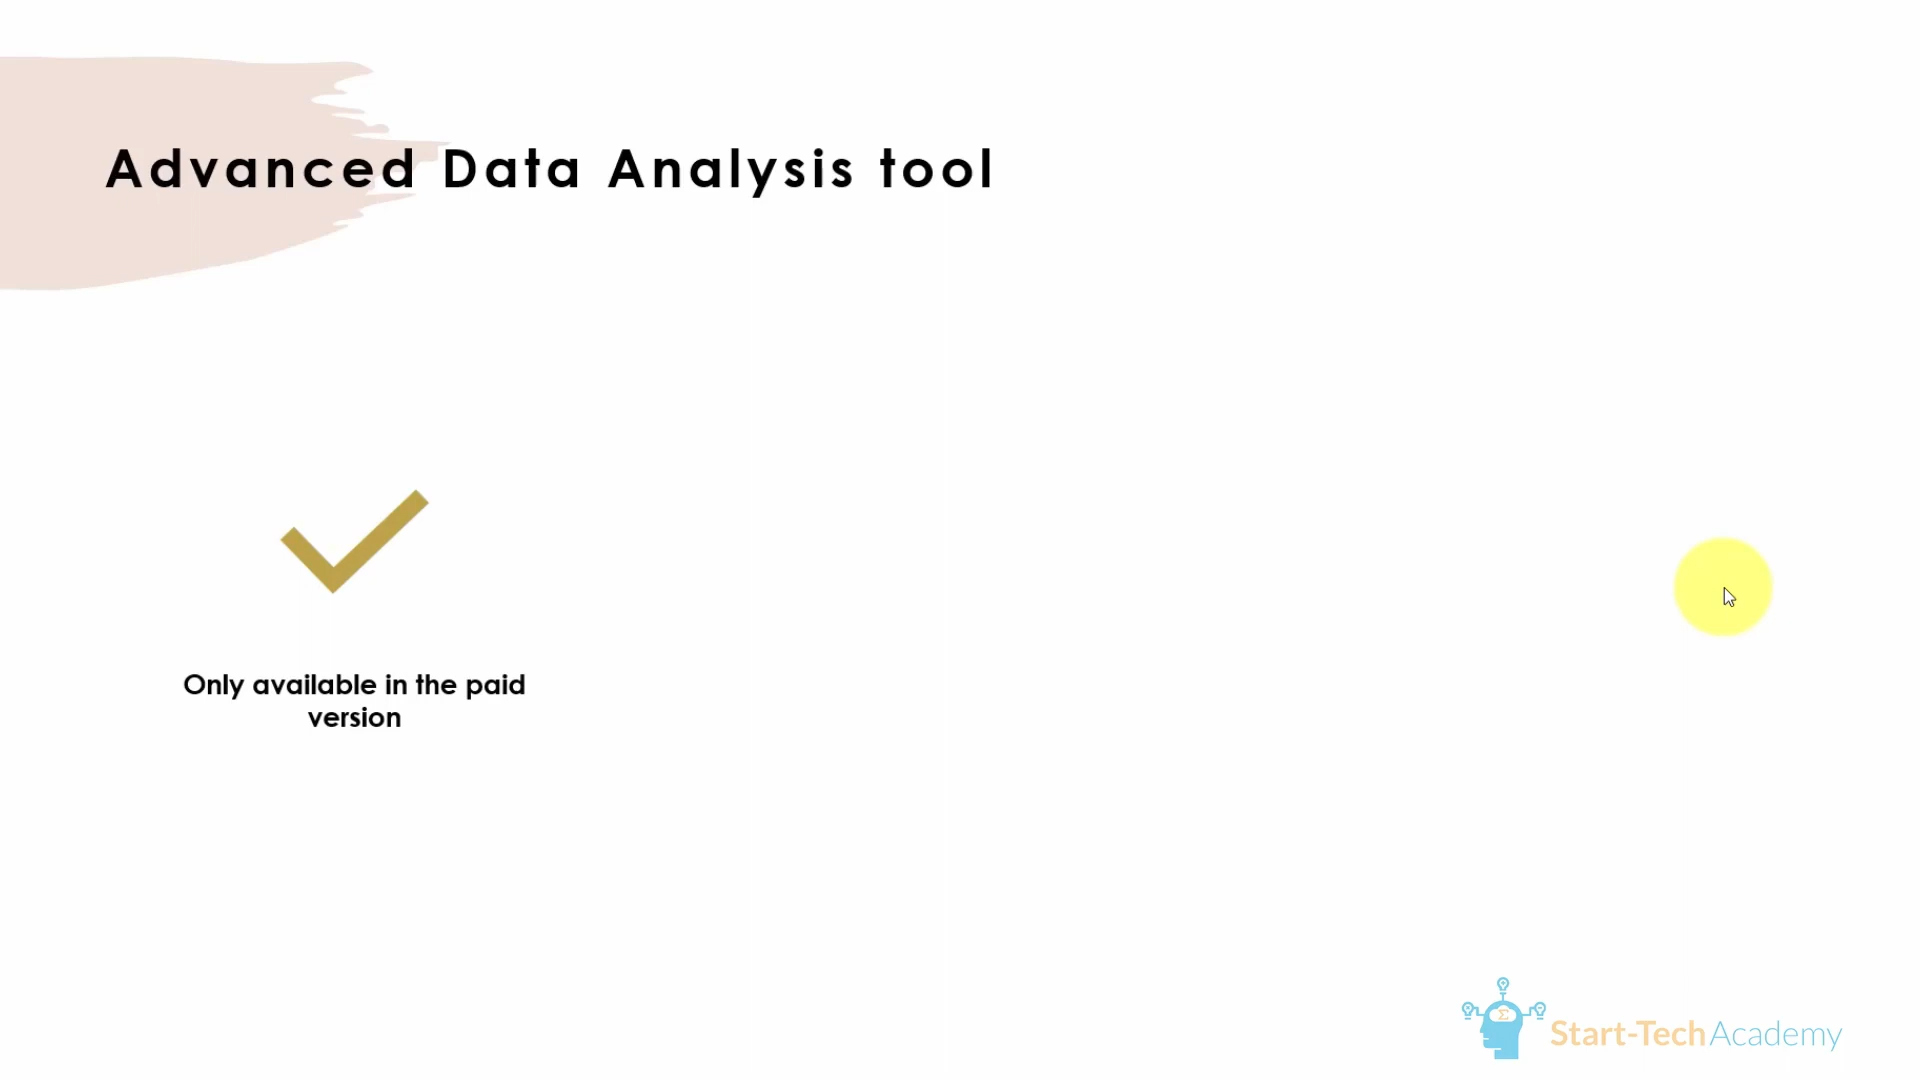 Advanced Data Analysis tool
Only available in the paid
version
Start-Tech Academy